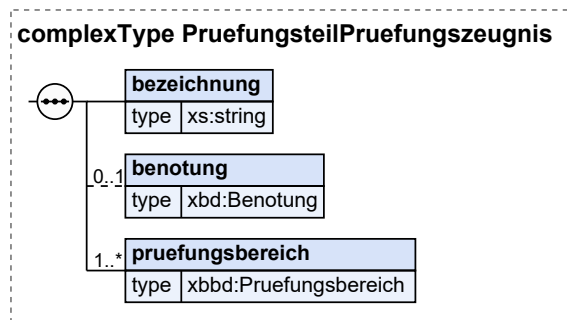 complexType PruefungsteilPruefungszeugnis
bezeichnung
type xs:string
0..1
benotung
type xbd:Benotung
1..*
pruefungsbereich
type xbbd:Pruefungsbereich